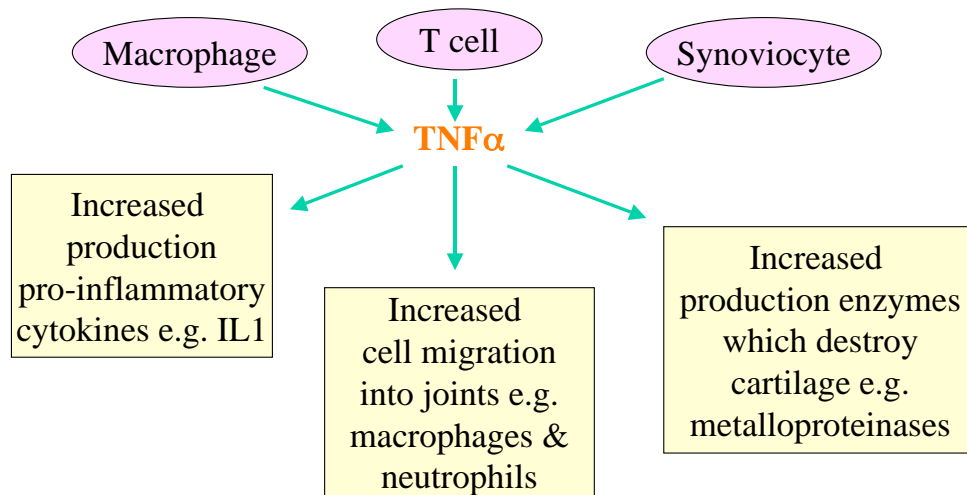 Macrophage
T cell
Synoviocyte
TNFα
Increased
production
pro-inflammatory
cytokines e.g. IL1
Increased
cell migration
into joints e.g.
macrophages &
neutrophils
Increased
production enzymes
which destroy
cartilage e.g.
metalloproteinases